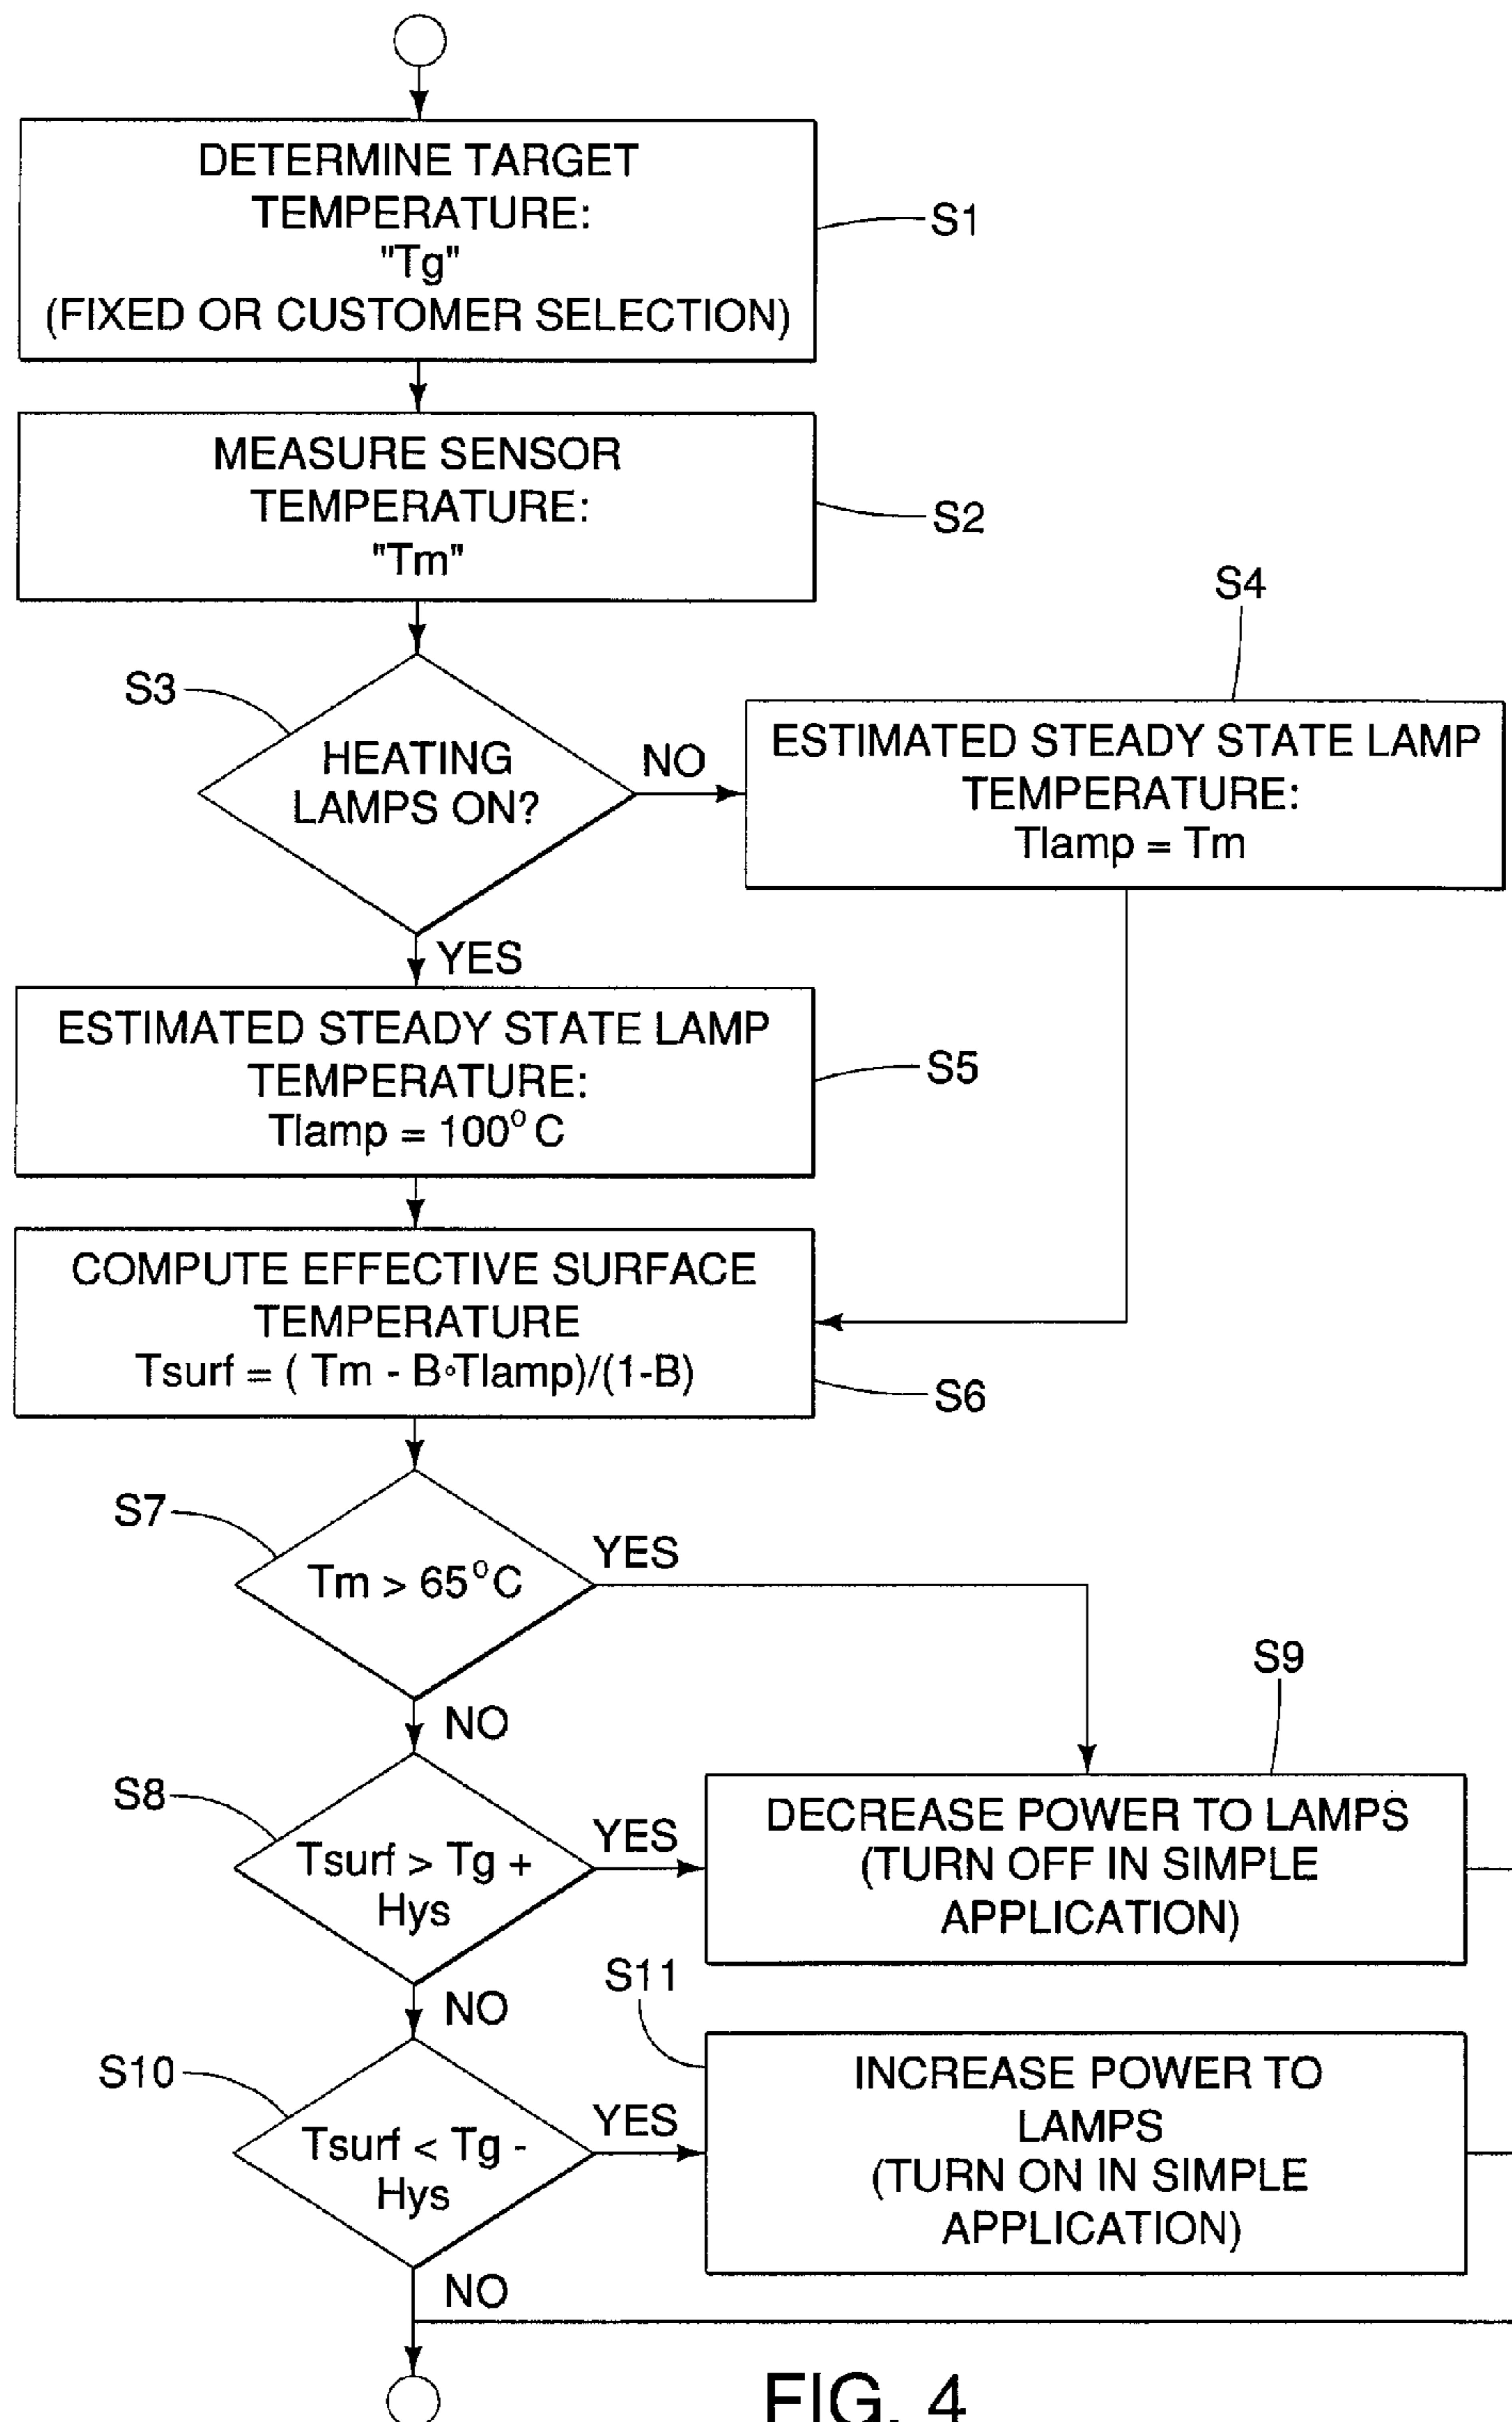 DETERMINE TARGET
TEMPERATURE:
"Tg"
(FIXED OR CUSTOMER SELECTION)
S1
MEASURE SENSOR
TEMPERATURE:
"Tm"
S2
S3
HEATING
LAMPS ON?
NO
S4
ESTIMATED STEADY STATE LAMP
TEMPERATURE:
Tlamp = Tm
YES
ESTIMATED STEADY STATE LAMP
TEMPERATURE:
Tlamp = 100° C
S5
COMPUTE EFFECTIVE SURFACE
TEMPERATURE
Tsurf = ( Tm - B∘Tlamp)/(1-B)
S6
S7
Tm > 65°C
YES
NO
S8
Tsurf > Tg +
Hys
YES
S9
DECREASE POWER TO LAMPS
(TURN OFF IN SIMPLE
APPLICATION)
NO
S10
Tsurf < Tg -
Hys
YES
S11
INCREASE POWER TO
LAMPS
(TURN ON IN SIMPLE
APPLICATION)
NO
FIG. 4